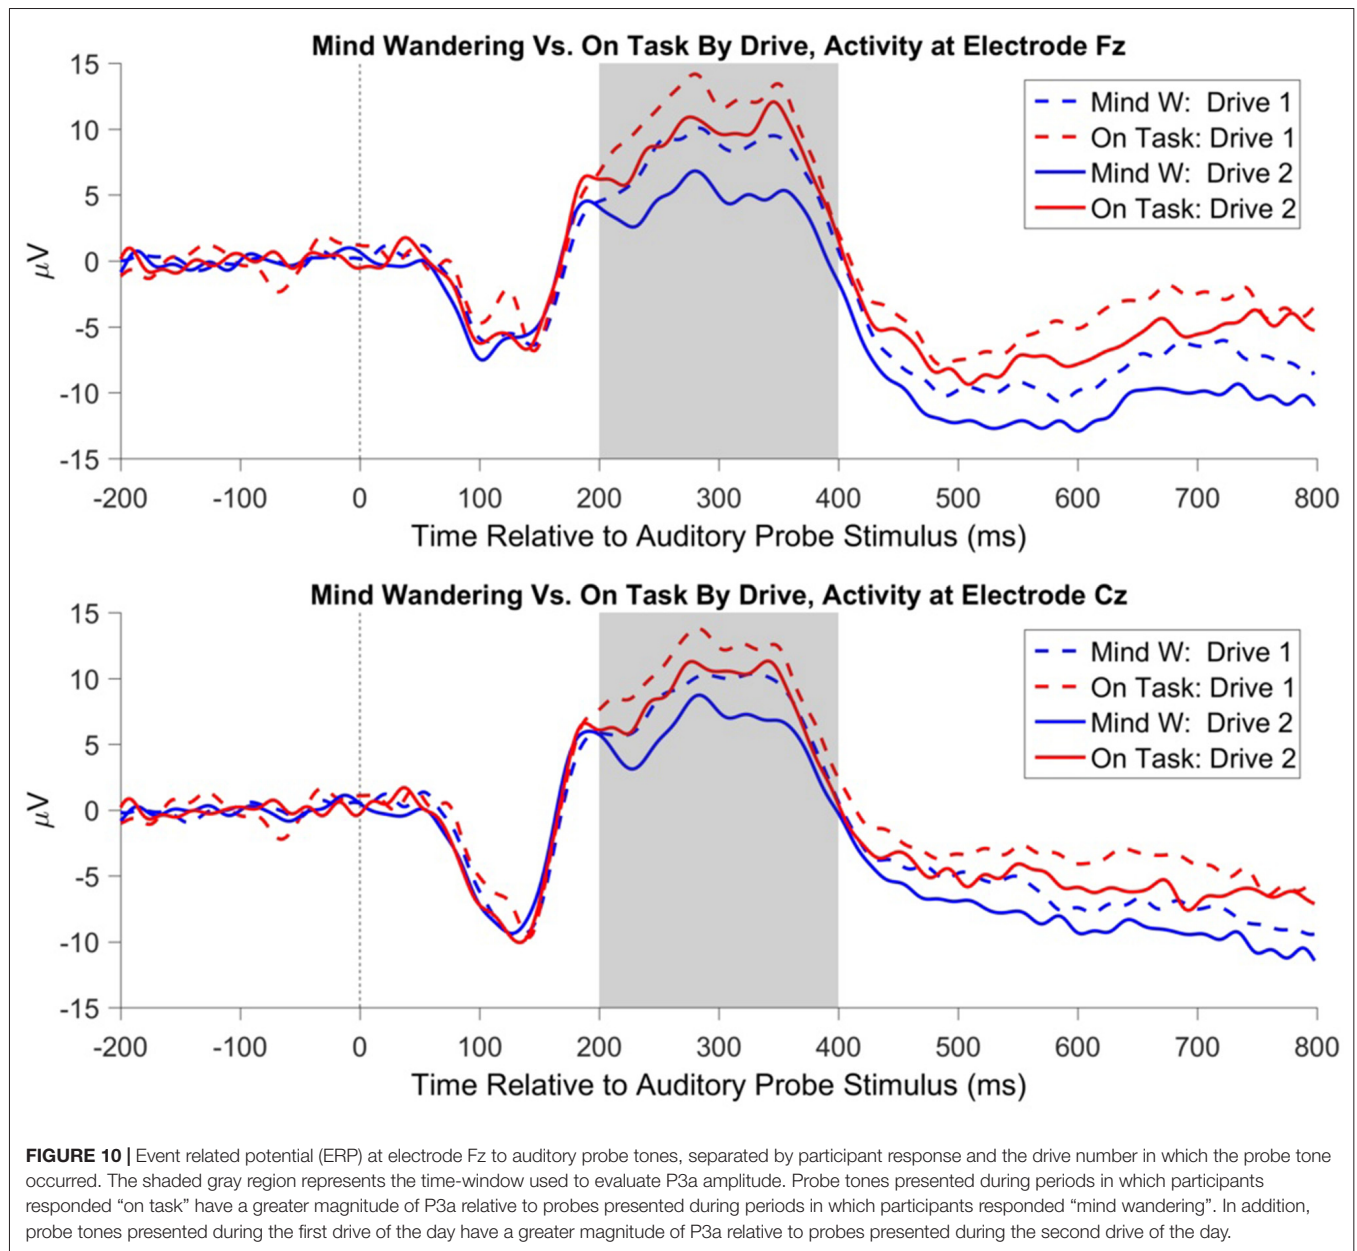 Mind Wandering Vs. On Task By Drive, Activity at Electrode Fz
15
10
5
0
-5
-10
-15
μV
Mind W: Drive 1
On Task: Drive 1
Mind W: Drive 2
On Task: Drive 2
-200 -100 0 100 200 300 400 500 600 700 800
Time Relative to Auditory Probe Stimulus (ms)
Mind Wandering Vs. On Task By Drive, Activity at Electrode Cz
15
10
5
0
-5
-10
-15
μV
Mind W: Drive 1
On Task: Drive 1
Mind W: Drive 2
On Task: Drive 2
-200 -100 0 100 200 300 400 500 600 700 800
Time Relative to Auditory Probe Stimulus (ms)
FIGURE 10 | Event related potential (ERP) at electrode Fz to auditory probe tones, separated by participant response and the drive number in which the probe tone
occurred. The shaded gray region represents the time-window used to evaluate P3a amplitude. Probe tones presented during periods in which participants
responded “on task” have a greater magnitude of P3a relative to probes presented during periods in which participants responded “mind wandering”. In addition,
probe tones presented during the first drive of the day have a greater magnitude of P3a relative to probes presented during the second drive of the day.